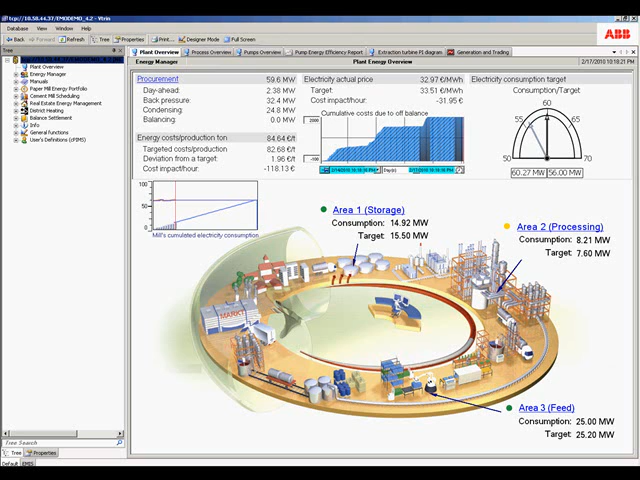 tcp://10.58.44.37/EMODEMO_4.2 - Vtrin
Database View Window Help
Back Forward Refresh Tree Properties Print... Designer Mode Full Screen
ABB
Tree
Plant Overview Process Overview Pumps Overview Pump Energy Efficiency Report Extraction turbine PI diagram Generation and Trading
Energy Manager Plant Energy Overview 2/17/2010 10:18:21 PM
Plant Overview
Energy Manager
Manuals
Paper Mill Energy Portfolio
Cement Mill Scheduling
Real Estate Energy Management
District Heating
Balance Settlement
Info
General functions
User's Definitions (cPIMS)
Procurement 59.6 MW
Day-ahead: 2.38 MW
Back pressure: 32.4 MW
Condensing: 24.8 MW
Balancing: 0.0 MW
Energy costs/production ton 84.64 €/t
Targeted costs/production 82.68 €/t
Deviation from a target: 1.96 €/t
Cost impact/hour: -118.13 €
Electricity actual price 32.97 €/MWh
Target: 33.51 €/MWh
Cost impact/hour: -31.95 €
Cumulative costs due to off balance
2000
-100
Day(s)
Electricity consumption target
Consumption/Target
60
55 65
50 70
60.27 MW 56.00 MW
100
50
0
Mill's cumulated electricity consumption
Area 1 (Storage)
Consumption: 14.92 MW
Target: 15.50 MW
Area 2 (Processing)
Consumption: 8.21 MW
Target: 7.60 MW
MARKT
Area 3 (Feed)
Consumption: 25.00 MW
Target: 25.20 MW
Tree Search
Tree Properties
Default EMIS